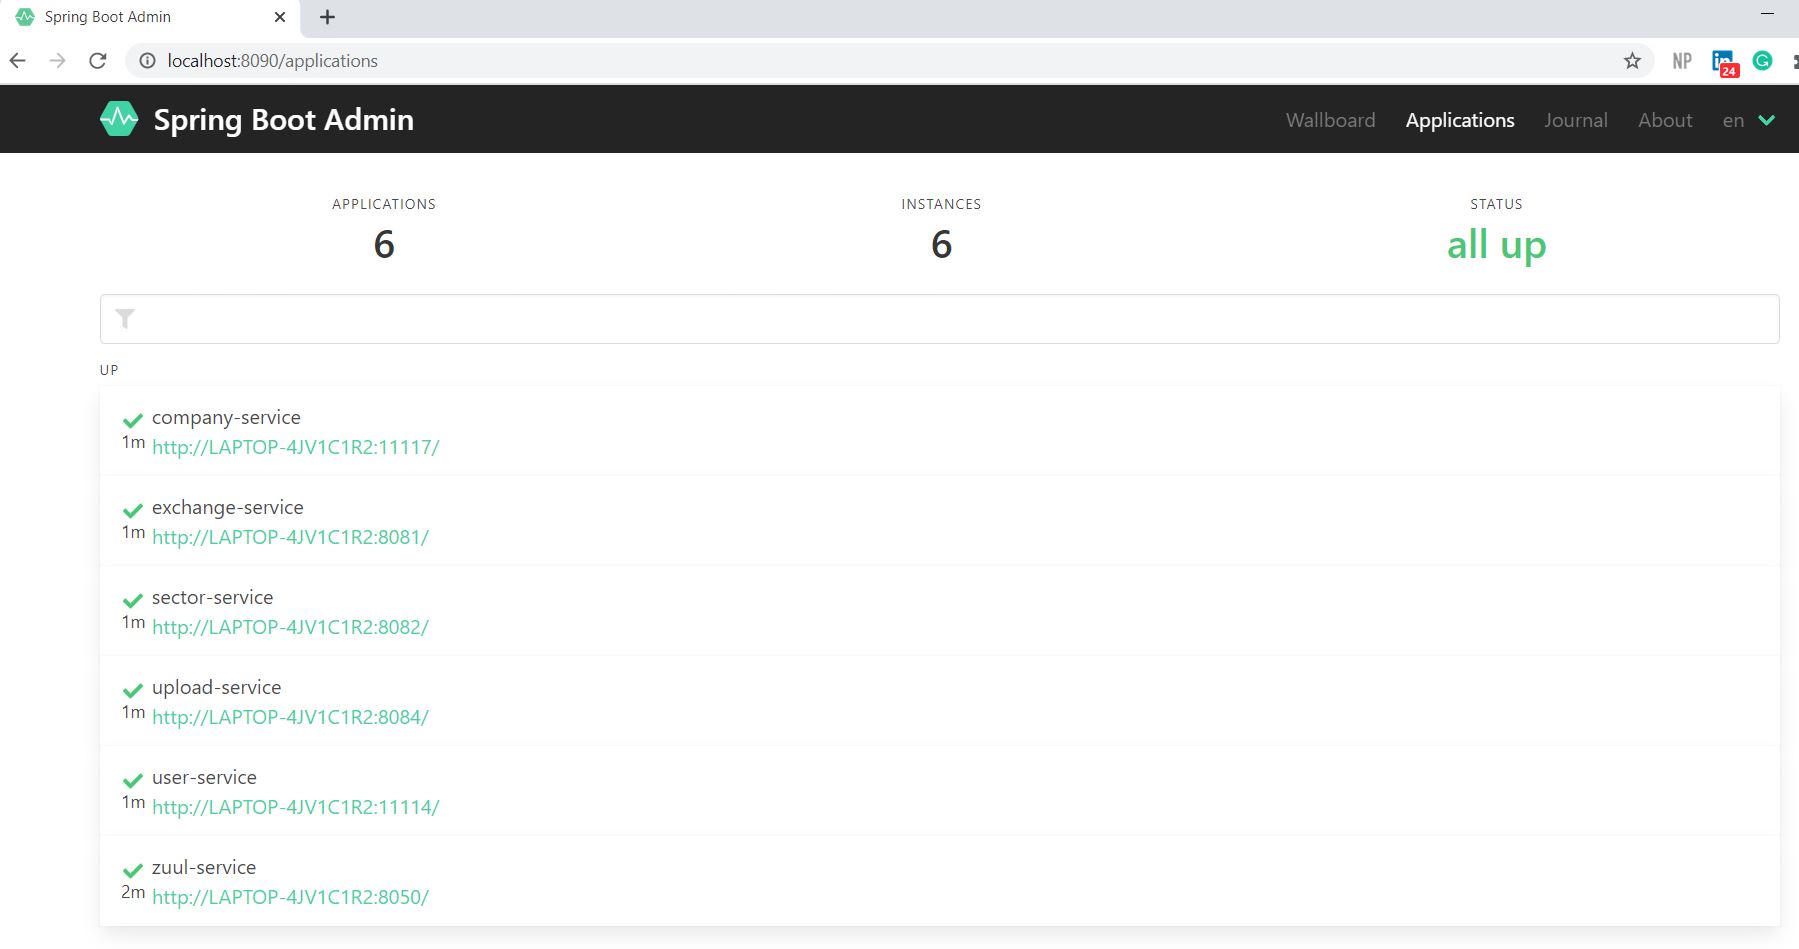 Spring Boot Admin
localhost:8090/applications
NP
in
24
G
Spring Boot Admin
Wallboard Applications Journal About en
APPLICATIONS INSTANCES STATUS
6 6 all up
UP
company-service
1m http://LAPTOP-4JV1C1R2:11117/
exchange-service
1m http://LAPTOP-4JV1C1R2:8081/
sector-service
1m http://LAPTOP-4JV1C1R2:8082/
upload-service
1m http://LAPTOP-4JV1C1R2:8084/
user-service
1m http://LAPTOP-4JV1C1R2:11114/
zuul-service
2m http://LAPTOP-4JV1C1R2:8050/